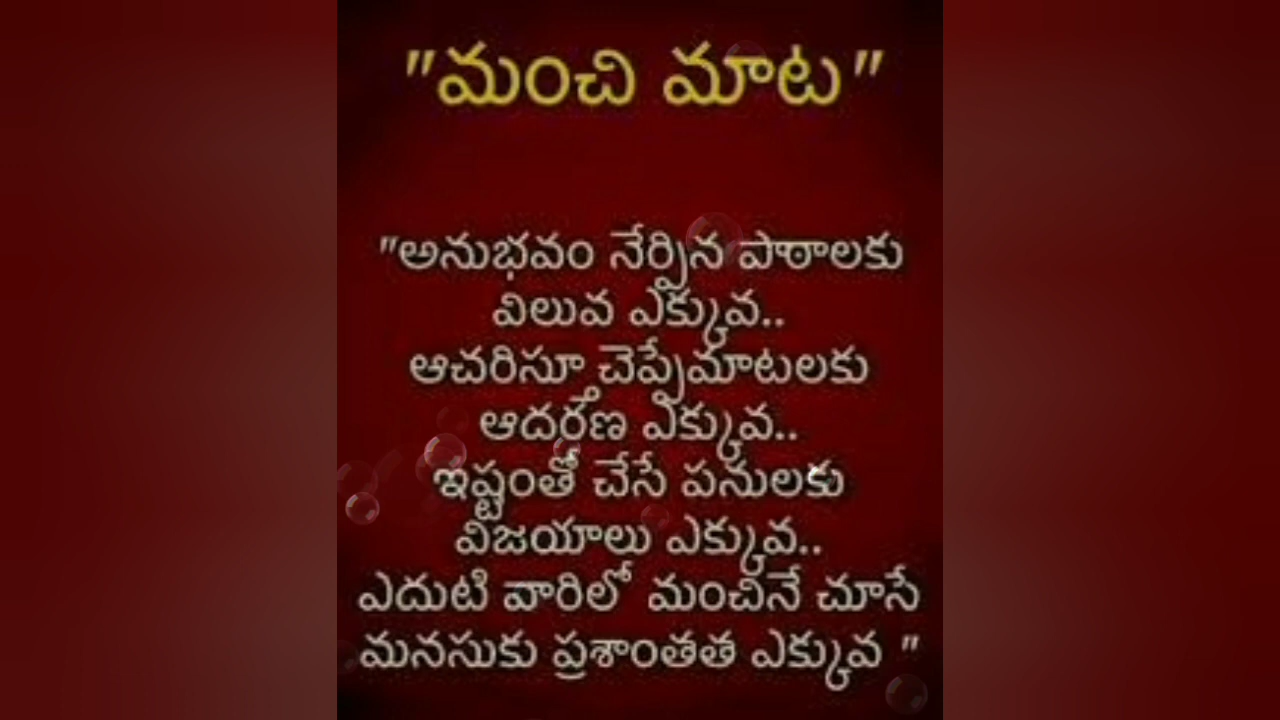 "మంచి మాట"
"అనుభవం నేర్పిన పాఠాలకు
విలువ ఎక్కువ..
ఆచరిస్తూ చెప్పేమాటలకు
ఆదరణ ఎక్కువ..
ఇష్టంతో చేసే పనులకు
విజయాలు ఎక్కువ..
ఎదుటి వారిలో మంచినే చూసే
మనసుకు ప్రశాంతత ఎక్కువ "